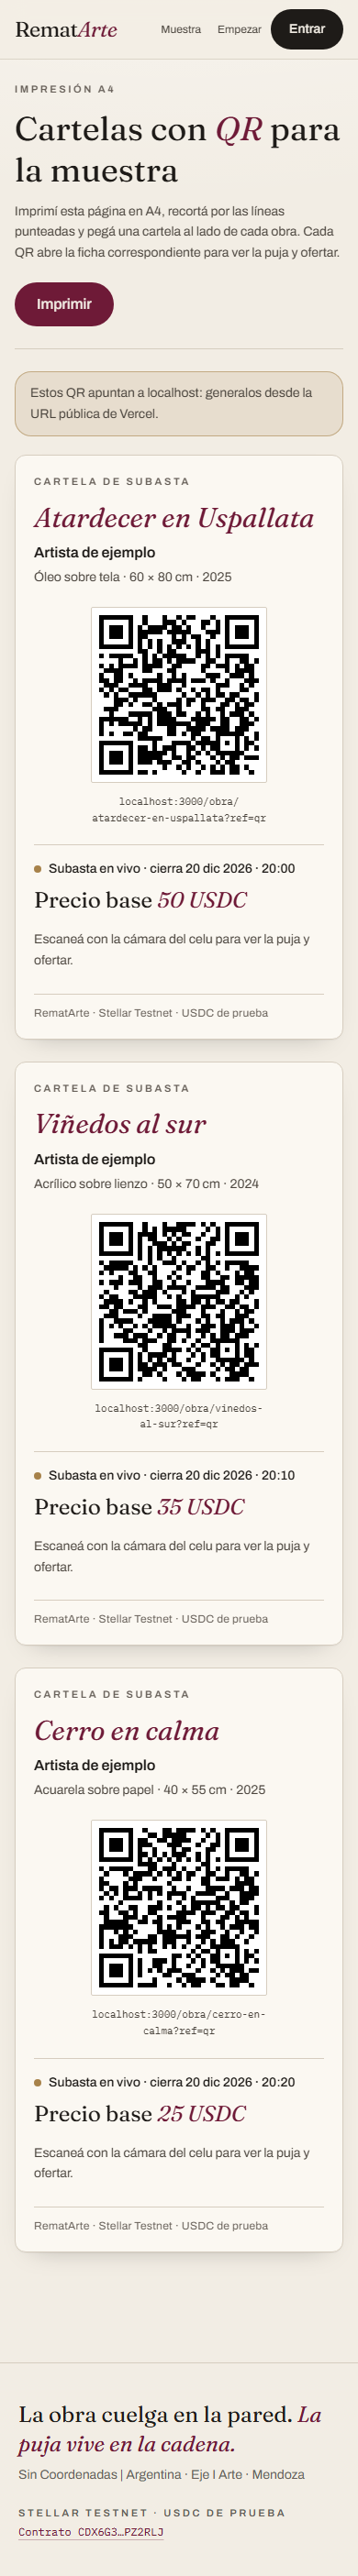 RematArte
Muestra
Empezar
Entrar
IMPRESIÓN A4
Cartelas con QR para
la muestra
Imprimí esta página en A4, recortá por las líneas
punteadas y pegá una cartela al lado de cada obra. Cada
QR abre la ficha correspondiente para ver la puja y ofertar.
Imprimir
Estos QR apuntan a localhost: generalos desde la
URL pública de Vercel.
CARTELA DE SUBASTA
Atardecer en Uspallata
Artista de ejemplo
Óleo sobre tela · 60 × 80 cm · 2025
localhost:3000/obra/
atardecer-en-uspallata?ref=qr
Subasta en vivo · cierra 20 dic 2026 · 20:00
Precio base 50 USDC
Escaneá con la cámara del celu para ver la puja y
ofertar.
RematArte · Stellar Testnet · USDC de prueba
CARTELA DE SUBASTA
Viñedos al sur
Artista de ejemplo
Acrílico sobre lienzo · 50 × 70 cm · 2024
localhost:3000/obra/vinedos-
al-sur?ref=qr
Subasta en vivo · cierra 20 dic 2026 · 20:10
Precio base 35 USDC
Escaneá con la cámara del celu para ver la puja y
ofertar.
RematArte · Stellar Testnet · USDC de prueba
CARTELA DE SUBASTA
Cerro en calma
Artista de ejemplo
Acuarela sobre papel · 40 × 55 cm · 2025
localhost:3000/obra/cerro-en-
calma?ref=qr
Subasta en vivo · cierra 20 dic 2026 · 20:20
Precio base 25 USDC
Escaneá con la cámara del celu para ver la puja y
ofertar.
RematArte · Stellar Testnet · USDC de prueba
La obra cuelga en la pared. La
puja vive en la cadena.
Sin Coordenadas | Argentina · Eje I Arte · Mendoza
STELLAR TESTNET · USDC DE PRUEBA
Contrato CDX6G3…PZ2RLJ